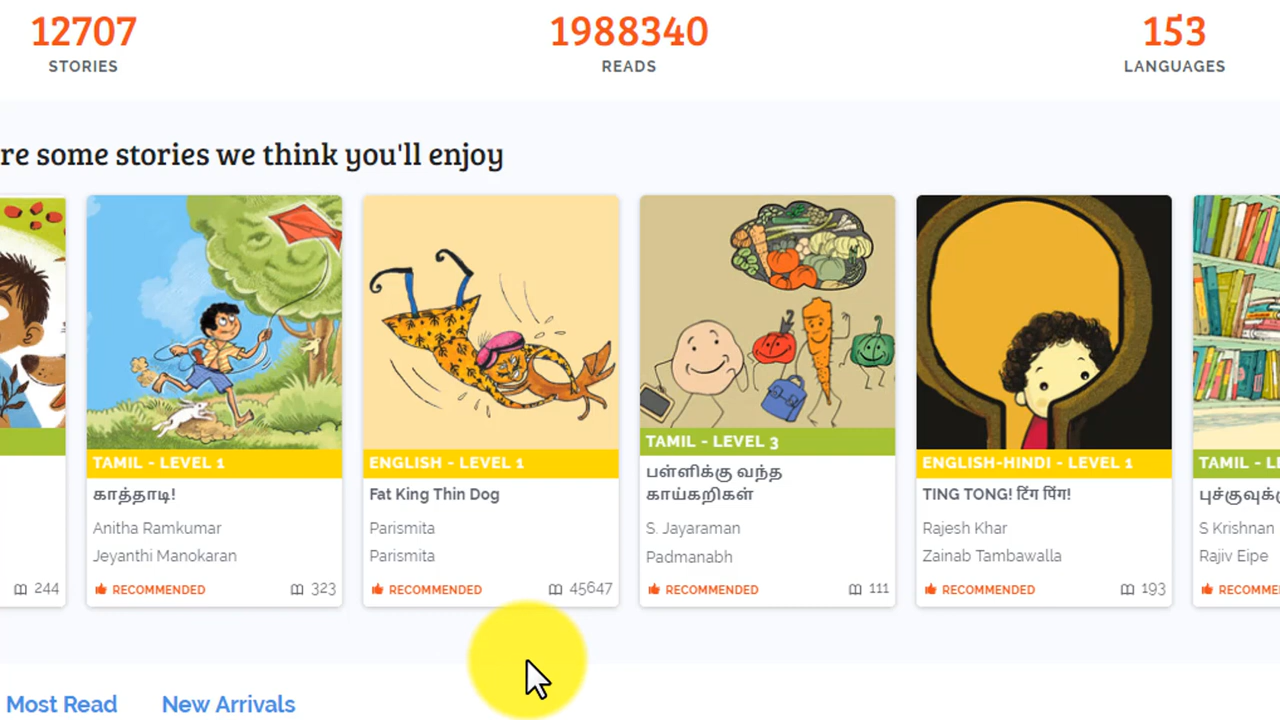 12707
STORIES
1988340
READS
153
LANGUAGES
re some stories we think you'll enjoy
244
TAMIL - LEVEL 1
காத்தாடி!
Anitha Ramkumar
Jeyanthi Manokaran
RECOMMENDED 323
ENGLISH - LEVEL 1
Fat King Thin Dog
Parismita
Parismita
RECOMMENDED 45647
TAMIL - LEVEL 3
பள்ளிக்கு வந்த
காய்கறிகள்
S. Jayaraman
Padmanabh
RECOMMENDED 111
ENGLISH-HINDI - LEVEL 1
TING TONG! टिंग पिंग!
Rajesh Khar
Zainab Tambawalla
RECOMMENDED 193
TAMIL - L
S Krishnan
Rajiv Eipe
RECOMME
Most Read New Arrivals